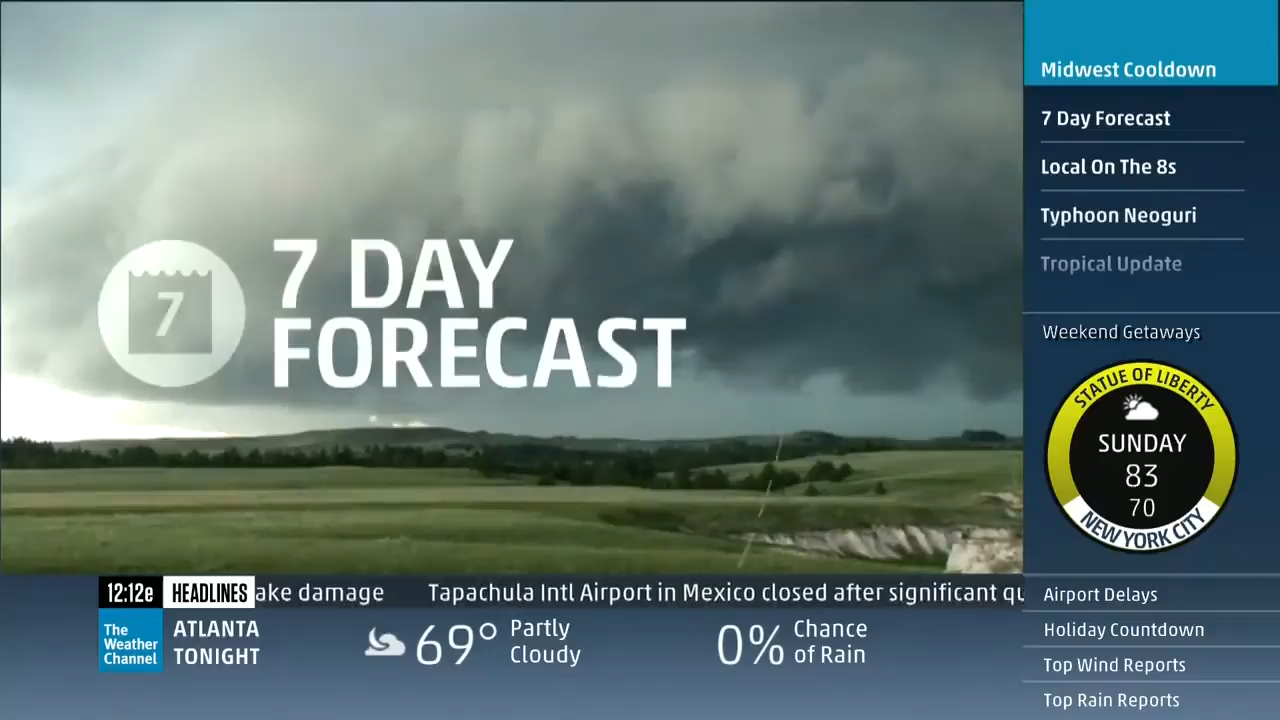 Midwest Cooldown
7 Day Forecast
Local On The 8s
Typhoon Neoguri
Tropical Update
7
7 DAY
FORECAST
Weekend Getaways
STATUE OF LIBERTY
SUNDAY
83
70
NEW YORK CITY
12:12e HEADLINES ake damage Tapachula Intl Airport in Mexico closed after significant qu
The
Weather
Channel
ATLANTA
TONIGHT
69°
Partly
Cloudy
0%
Chance
of Rain
Airport Delays
Holiday Countdown
Top Wind Reports
Top Rain Reports